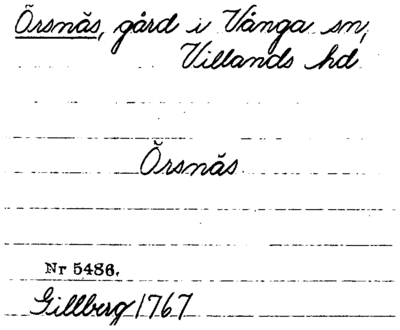 Örsnäs, gård i Vånga sn,
Villands hd
Örsnäs
Nr 5486.
Gillberg 1767